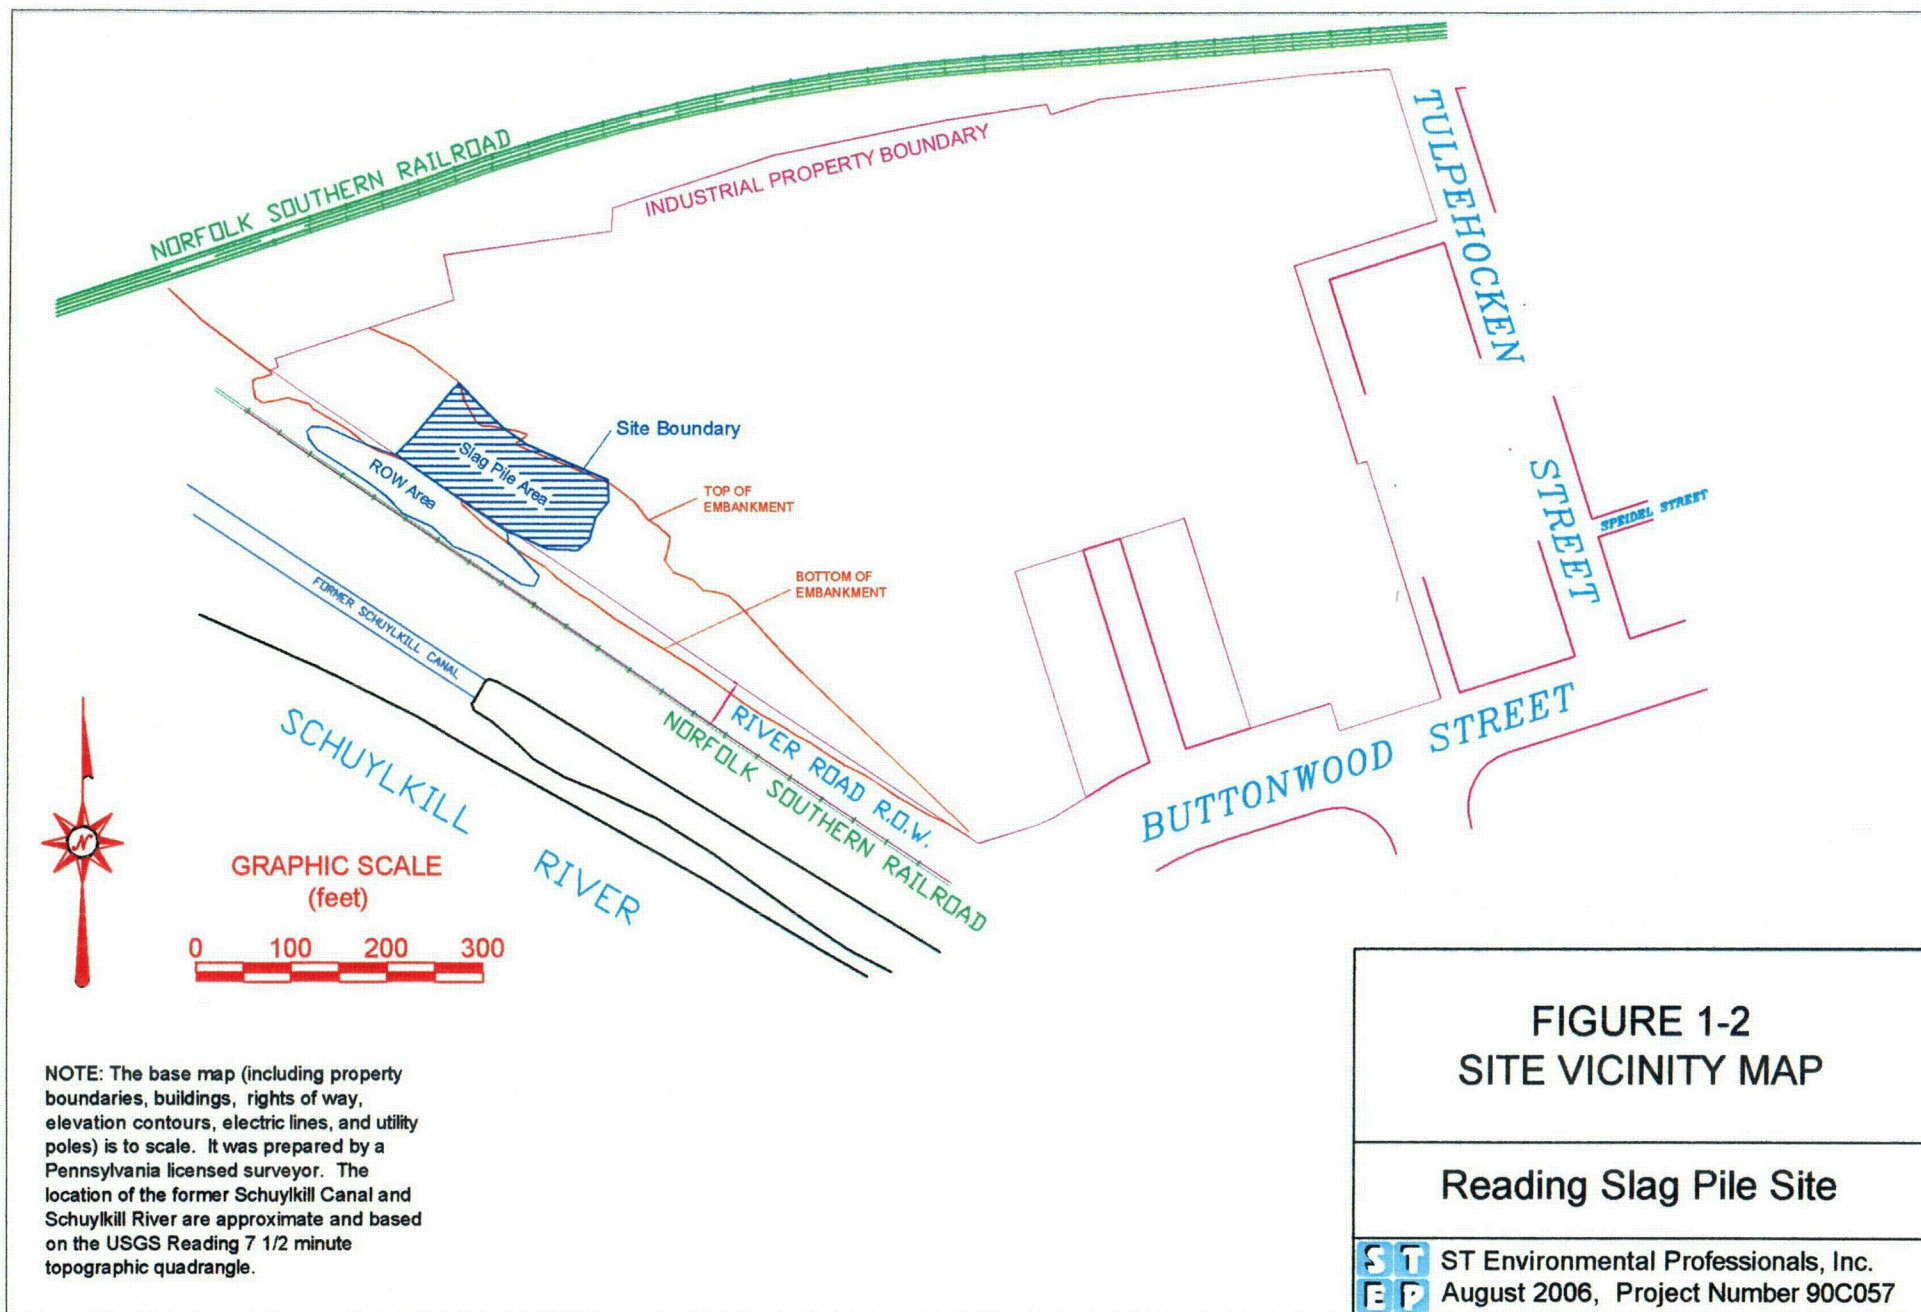 NORFOLK SOUTHERN RAILROAD
INDUSTRIAL PROPERTY BOUNDARY
TULPEHOCKEN
STREET
Site Boundary
Slag Pile Area
ROW Area
TOP OF
EMBANKMENT
SPEIDEL STREET
BOTTOM OF
EMBANKMENT
FORMER SCHUYLKILL CANAL
SCHUYLKILL
RIVER
RIVER ROAD R.O.W.
NORFOLK SOUTHERN RAILROAD
BUTTONWOOD STREET
N
GRAPHIC SCALE
(feet)
0 100 200 300
NOTE: The base map (including property
boundaries, buildings, rights of way,
elevation contours, electric lines, and utility
poles) is to scale. It was prepared by a
Pennsylvania licensed surveyor. The
location of the former Schuylkill Canal and
Schuylkill River are approximate and based
on the USGS Reading 7 1/2 minute
topographic quadrangle.
FIGURE 1-2
SITE VICINITY MAP
Reading Slag Pile Site
ST
EP
ST Environmental Professionals, Inc.
August 2006, Project Number 90C057